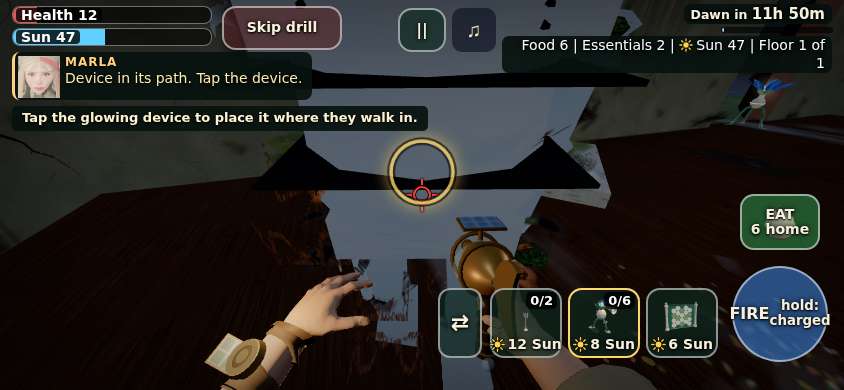 Health 12
Sun 47
Skip drill
Dawn in 11h 50m
Food 6 | Essentials 2 | ☀ Sun 47 | Floor 1 of
1
MARLA
Device in its path. Tap the device.
Tap the glowing device to place it where they walk in.
EAT
6 home
0/2
12 Sun
0/6
8 Sun
6 Sun
FIRE
hold:
charged